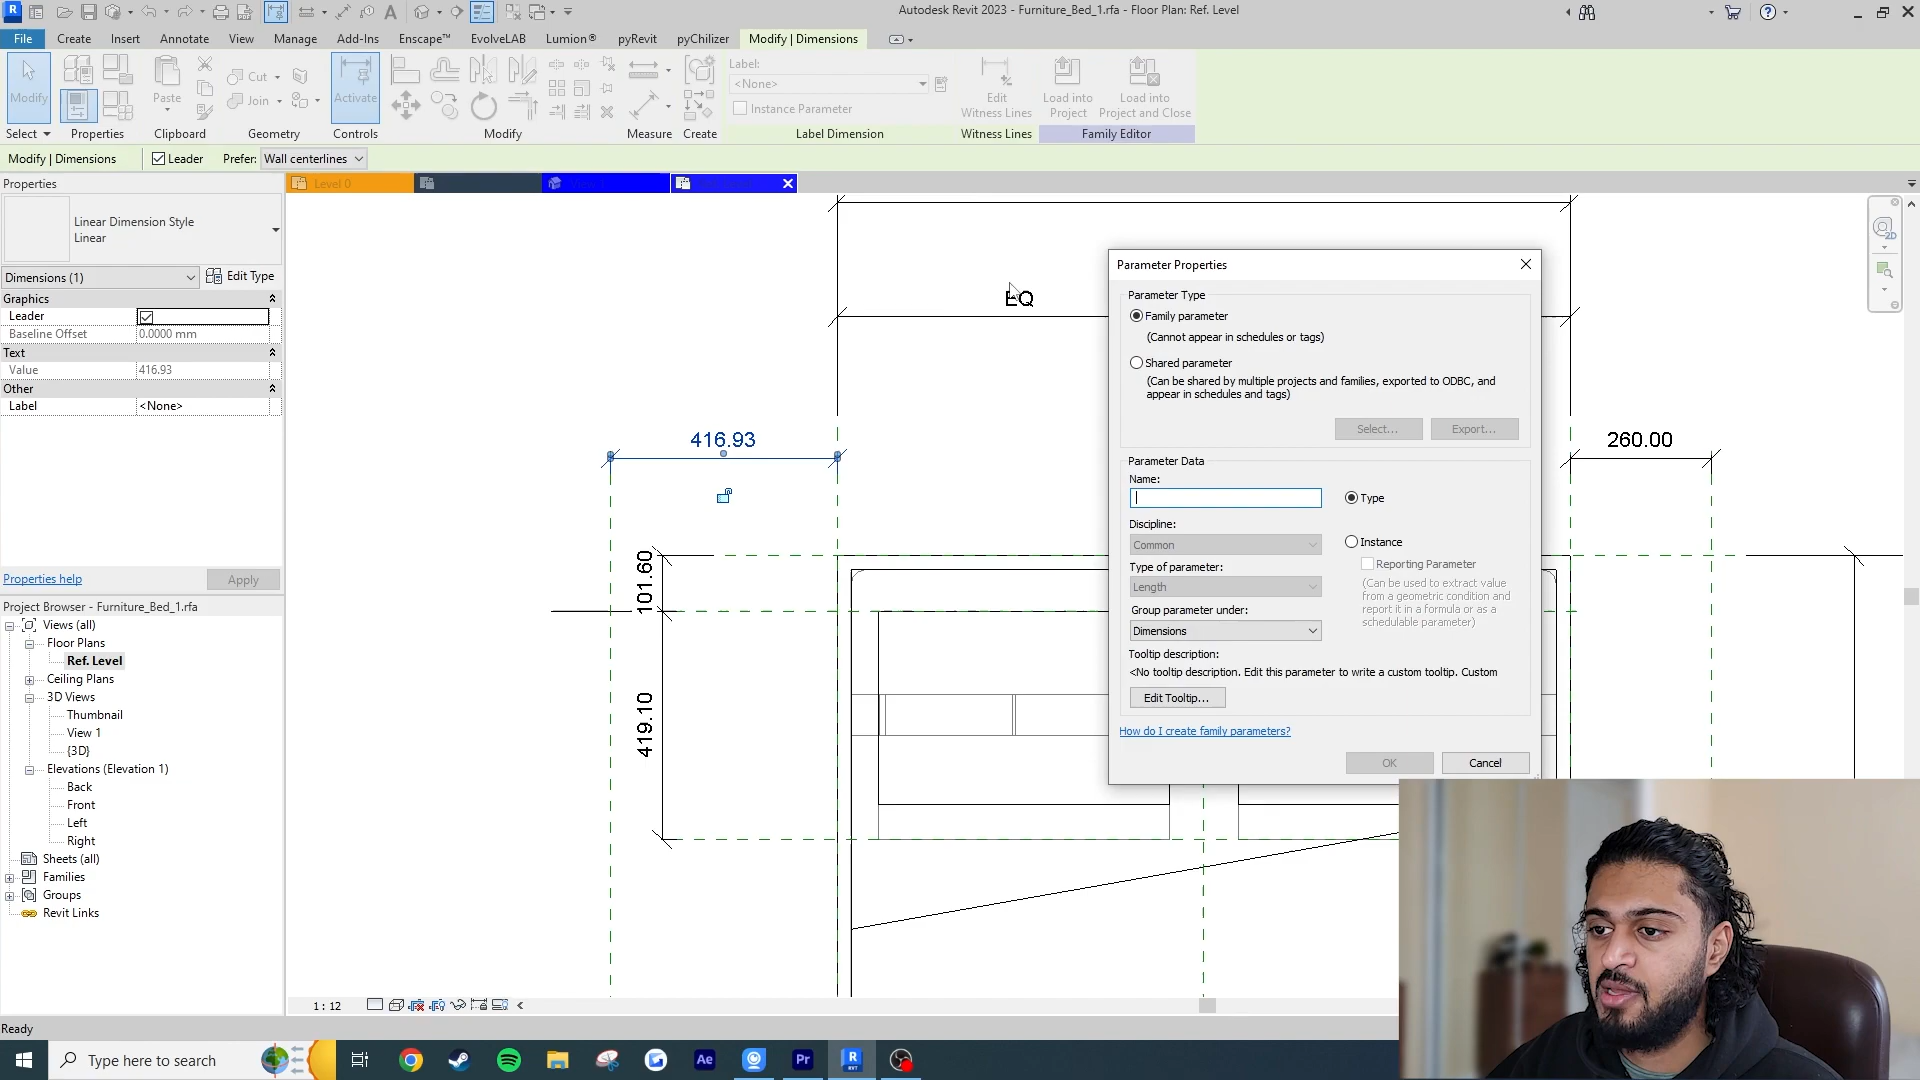 Autodesk Revit 2023 - Furniture_Bed_1.rfa - Floor Plan: Ref. Level
File Create Insert Annotate View Manage Add-Ins Enscape™ EvolveLAB Lumion® pyRevit pyChilizer Modify | Dimensions
Modify
Paste
Cut
Join
Activate
Label:
<None>
Instance Parameter
Edit
Witness Lines
Load into
Project
Load into
Project and Close
Select Properties Clipboard Geometry Controls Modify Measure Create Label Dimension Witness Lines Family Editor
Modify | Dimensions Leader Prefer: Wall centerlines
Properties
Level 0
Linear Dimension Style
Linear
Dimensions (1) Edit Type
Graphics
Leader
Baseline Offset 0.0000 mm
Text
Value 416.93
Other
Label <None>
Properties help Apply
Project Browser - Furniture_Bed_1.rfa
Views (all)
Floor Plans
Ref. Level
Ceiling Plans
3D Views
Thumbnail
View 1
{3D}
Elevations (Elevation 1)
Back
Front
Left
Right
Sheets (all)
Families
Groups
Revit Links
EQ
416.93
260.00
101.60
419.10
Parameter Properties
Parameter Type
Family parameter
(Cannot appear in schedules or tags)
Shared parameter
(Can be shared by multiple projects and families, exported to ODBC, and
appear in schedules and tags)
Select... Export...
Parameter Data
Name:
Type
Discipline:
Common
Instance
Reporting Parameter
(Can be used to extract value
from a geometric condition and
report it in a formula or as a
schedulable parameter)
Type of parameter:
Length
Group parameter under:
Dimensions
Tooltip description:
<No tooltip description. Edit this parameter to write a custom tooltip. Custom
Edit Tooltip...
How do I create family parameters?
OK Cancel
1 : 12
Ready
Type here to search
Ae
Pr
R
RVT
2D